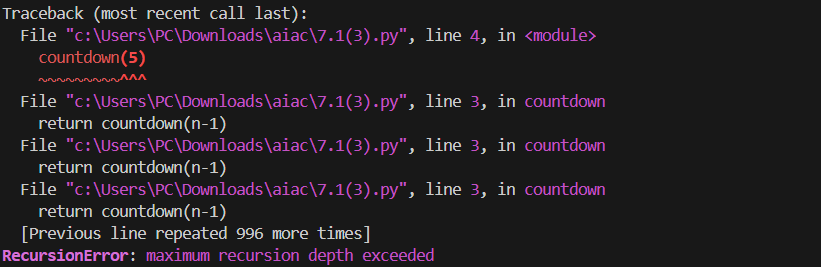 Traceback (most recent call last):
  File "c:\Users\PC\Downloads\aiac\7.1(3).py", line 4, in <module>
    countdown(5)
    ~~~~~~~~~^^^
  File "c:\Users\PC\Downloads\aiac\7.1(3).py", line 3, in countdown
    return countdown(n-1)
  File "c:\Users\PC\Downloads\aiac\7.1(3).py", line 3, in countdown
    return countdown(n-1)
  File "c:\Users\PC\Downloads\aiac\7.1(3).py", line 3, in countdown
    return countdown(n-1)
  [Previous line repeated 996 more times]
RecursionError: maximum recursion depth exceeded